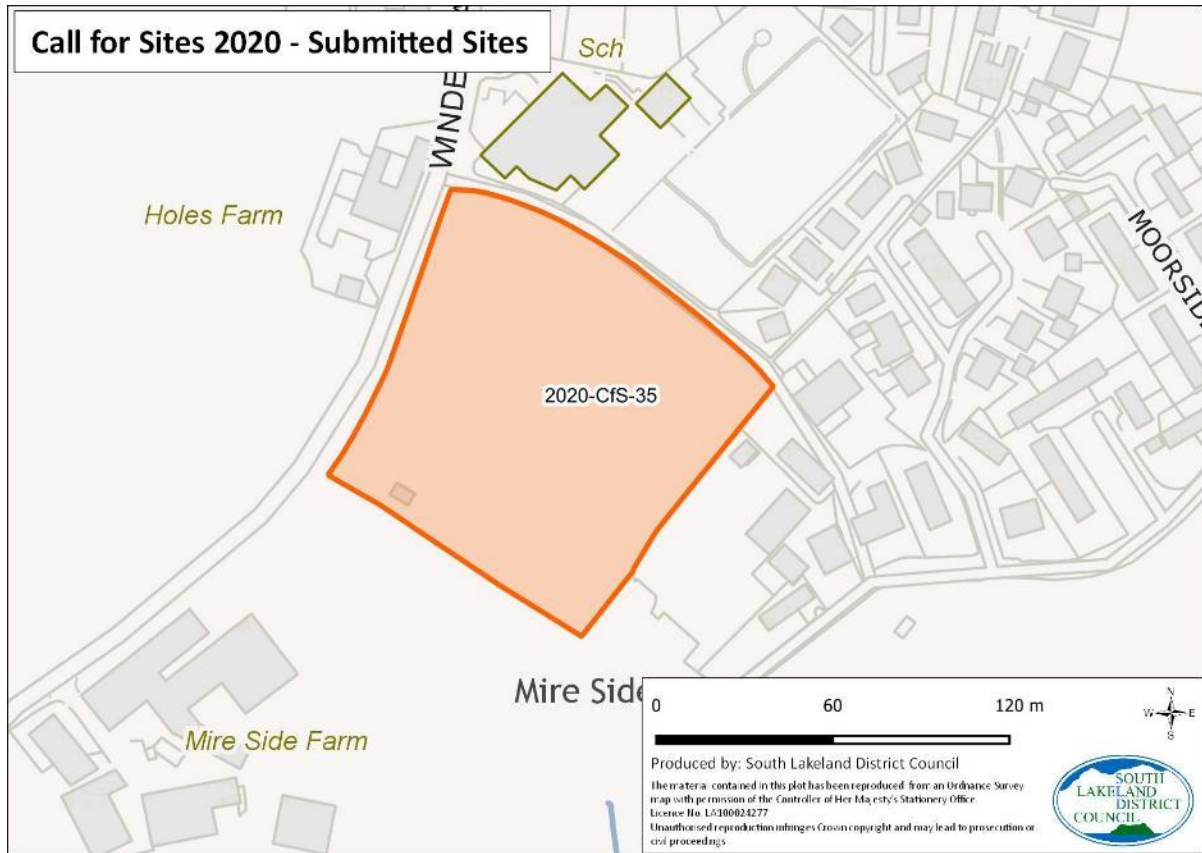 Call for Sites 2020 - Submitted Sites
Sch
WINDE
Holes Farm
MOORSID
2020-CfS-35
Mire Side
Mire Side Farm
0 60 120 m
N
W E
S
Produced by: South Lakeland District Council
The material contained in this plot has been reproduced from an Ordnance Survey
map with permission of the Controller of Her Majesty's Stationery Office.
Licence No. LA100024277
Unauthorised reproduction infringes Crown copyright and may lead to prosecution or
civil proceedings
SOUTH
LAKELAND
DISTRICT
COUNCIL